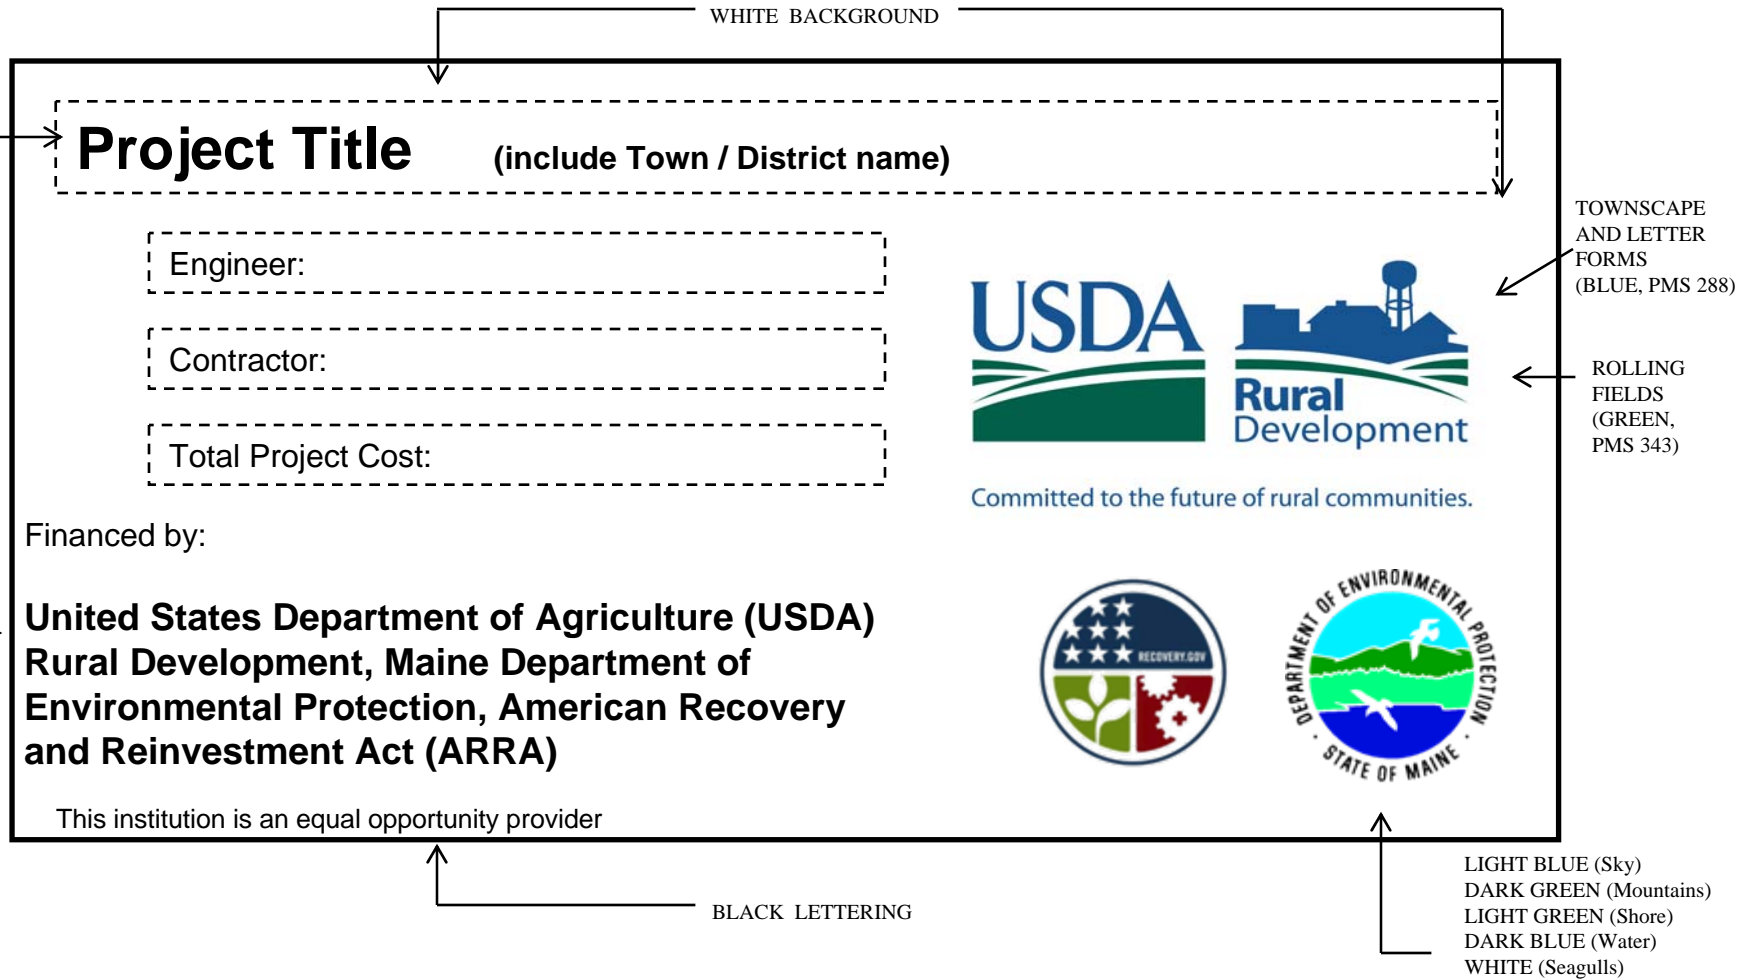 WHITE BACKGROUND
Project Title (include Town / District name)
Engineer:
Contractor:
Total Project Cost:
Financed by:
United States Department of Agriculture (USDA)
Rural Development, Maine Department of
Environmental Protection, American Recovery
and Reinvestment Act (ARRA)
This institution is an equal opportunity provider
USDA
Rural
Development
Committed to the future of rural communities.
RECOVERY.GOV
DEPARTMENT OF ENVIRONMENTAL PROTECTION
· STATE OF MAINE ·
TOWNSCAPE
AND LETTER
FORMS
(BLUE, PMS 288)
ROLLING
FIELDS
(GREEN,
PMS 343)
BLACK LETTERING
LIGHT BLUE (Sky)
DARK GREEN (Mountains)
LIGHT GREEN (Shore)
DARK BLUE (Water)
WHITE (Seagulls)